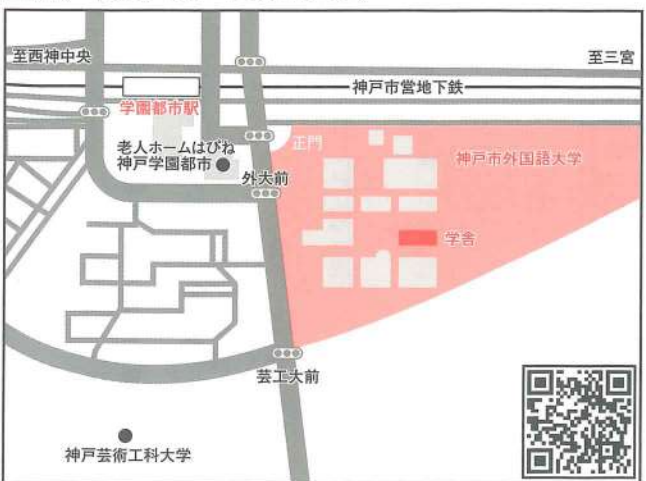 至西神中央
至三宮
神戸市営地下鉄
学園都市駅
正門
老人ホームはぴね
神戸学園都市
外大前
神戸市外国語大学
学舎
芸工大前
神戸芸術工科大学